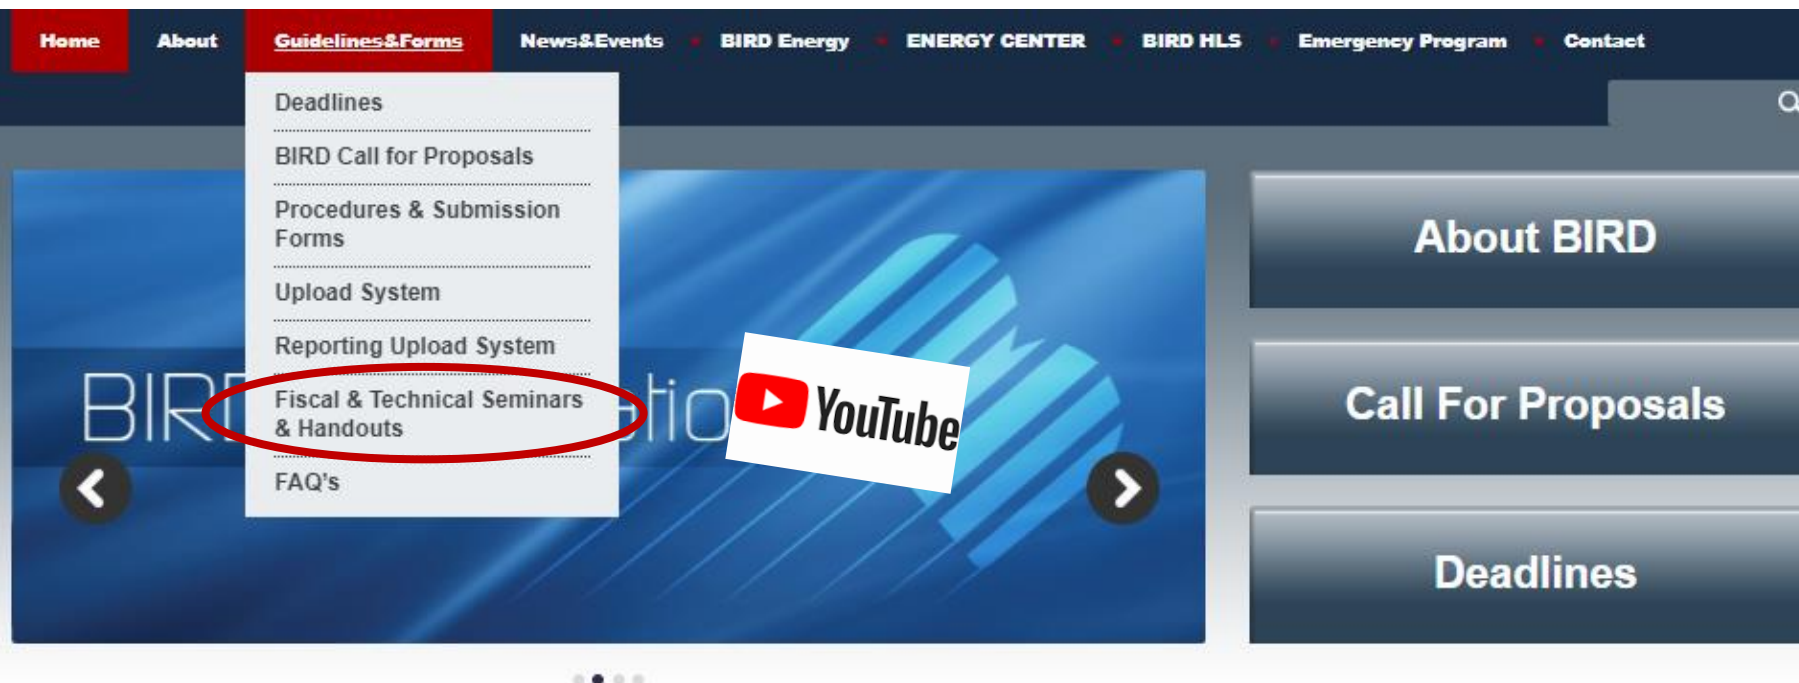 Home About Guidelines&Forms News&Events BIRD Energy ENERGY CENTER BIRD HLS Emergency Program Contact
Deadlines
BIRD Call for Proposals
Procedures & Submission
Forms
Upload System
Reporting Upload System
Fiscal & Technical Seminars
& Handouts
FAQ's
BIRD
YouTube
About BIRD
Call For Proposals
Deadlines